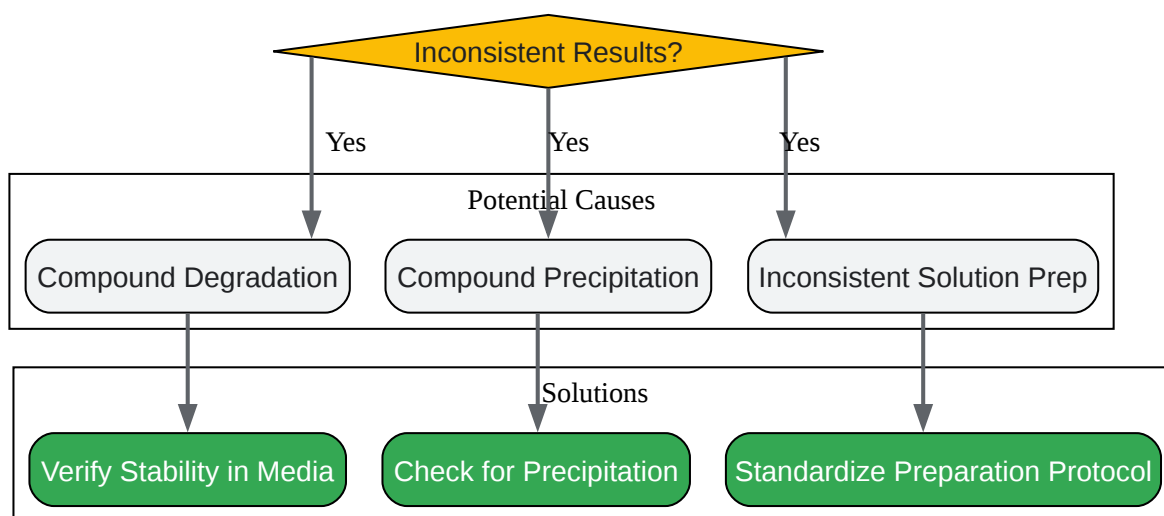 Inconsistent Results?
Yes
Yes
Yes
Potential Causes
Compound Degradation
Compound Precipitation
Inconsistent Solution Prep
Solutions
Verify Stability in Media
Check for Precipitation
Standardize Preparation Protocol